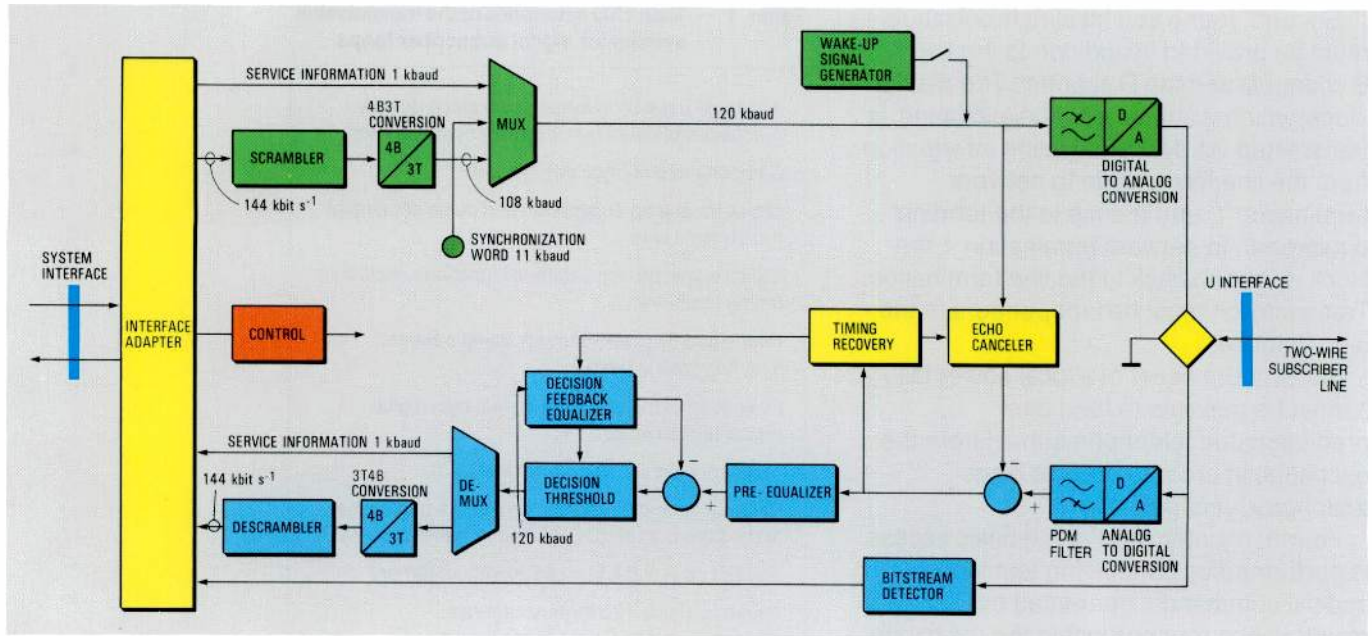 SERVICE INFORMATION 1 kbaud
4B3T
CONVERSION
SCRAMBLER
4B
3T
MUX
144 kbit s⁻¹
108 kbaud
SYNCHRONIZATION
WORD 11 kbaud
120 kbaud
WAKE-UP
SIGNAL
GENERATOR
D
A
DIGITAL
TO ANALOG
CONVERSION
SYSTEM
INTERFACE
INTERFACE
ADAPTER
CONTROL
TIMING
RECOVERY
ECHO
CANCELER
U INTERFACE
TWO-WIRE
SUBSCRIBER
LINE
DECISION
FEEDBACK
EQUALIZER
SERVICE INFORMATION 1 kbaud
144 kbit s⁻¹
3T4B
CONVERSION
DESCRAMBLER
4B
3T
DE-
MUX
DECISION
THRESHOLD
120 kbaud
−
+
PRE- EQUALIZER
−
+
D
A
PDM
FILTER
ANALOG
TO DIGITAL
CONVERSION
BITSTREAM
DETECTOR